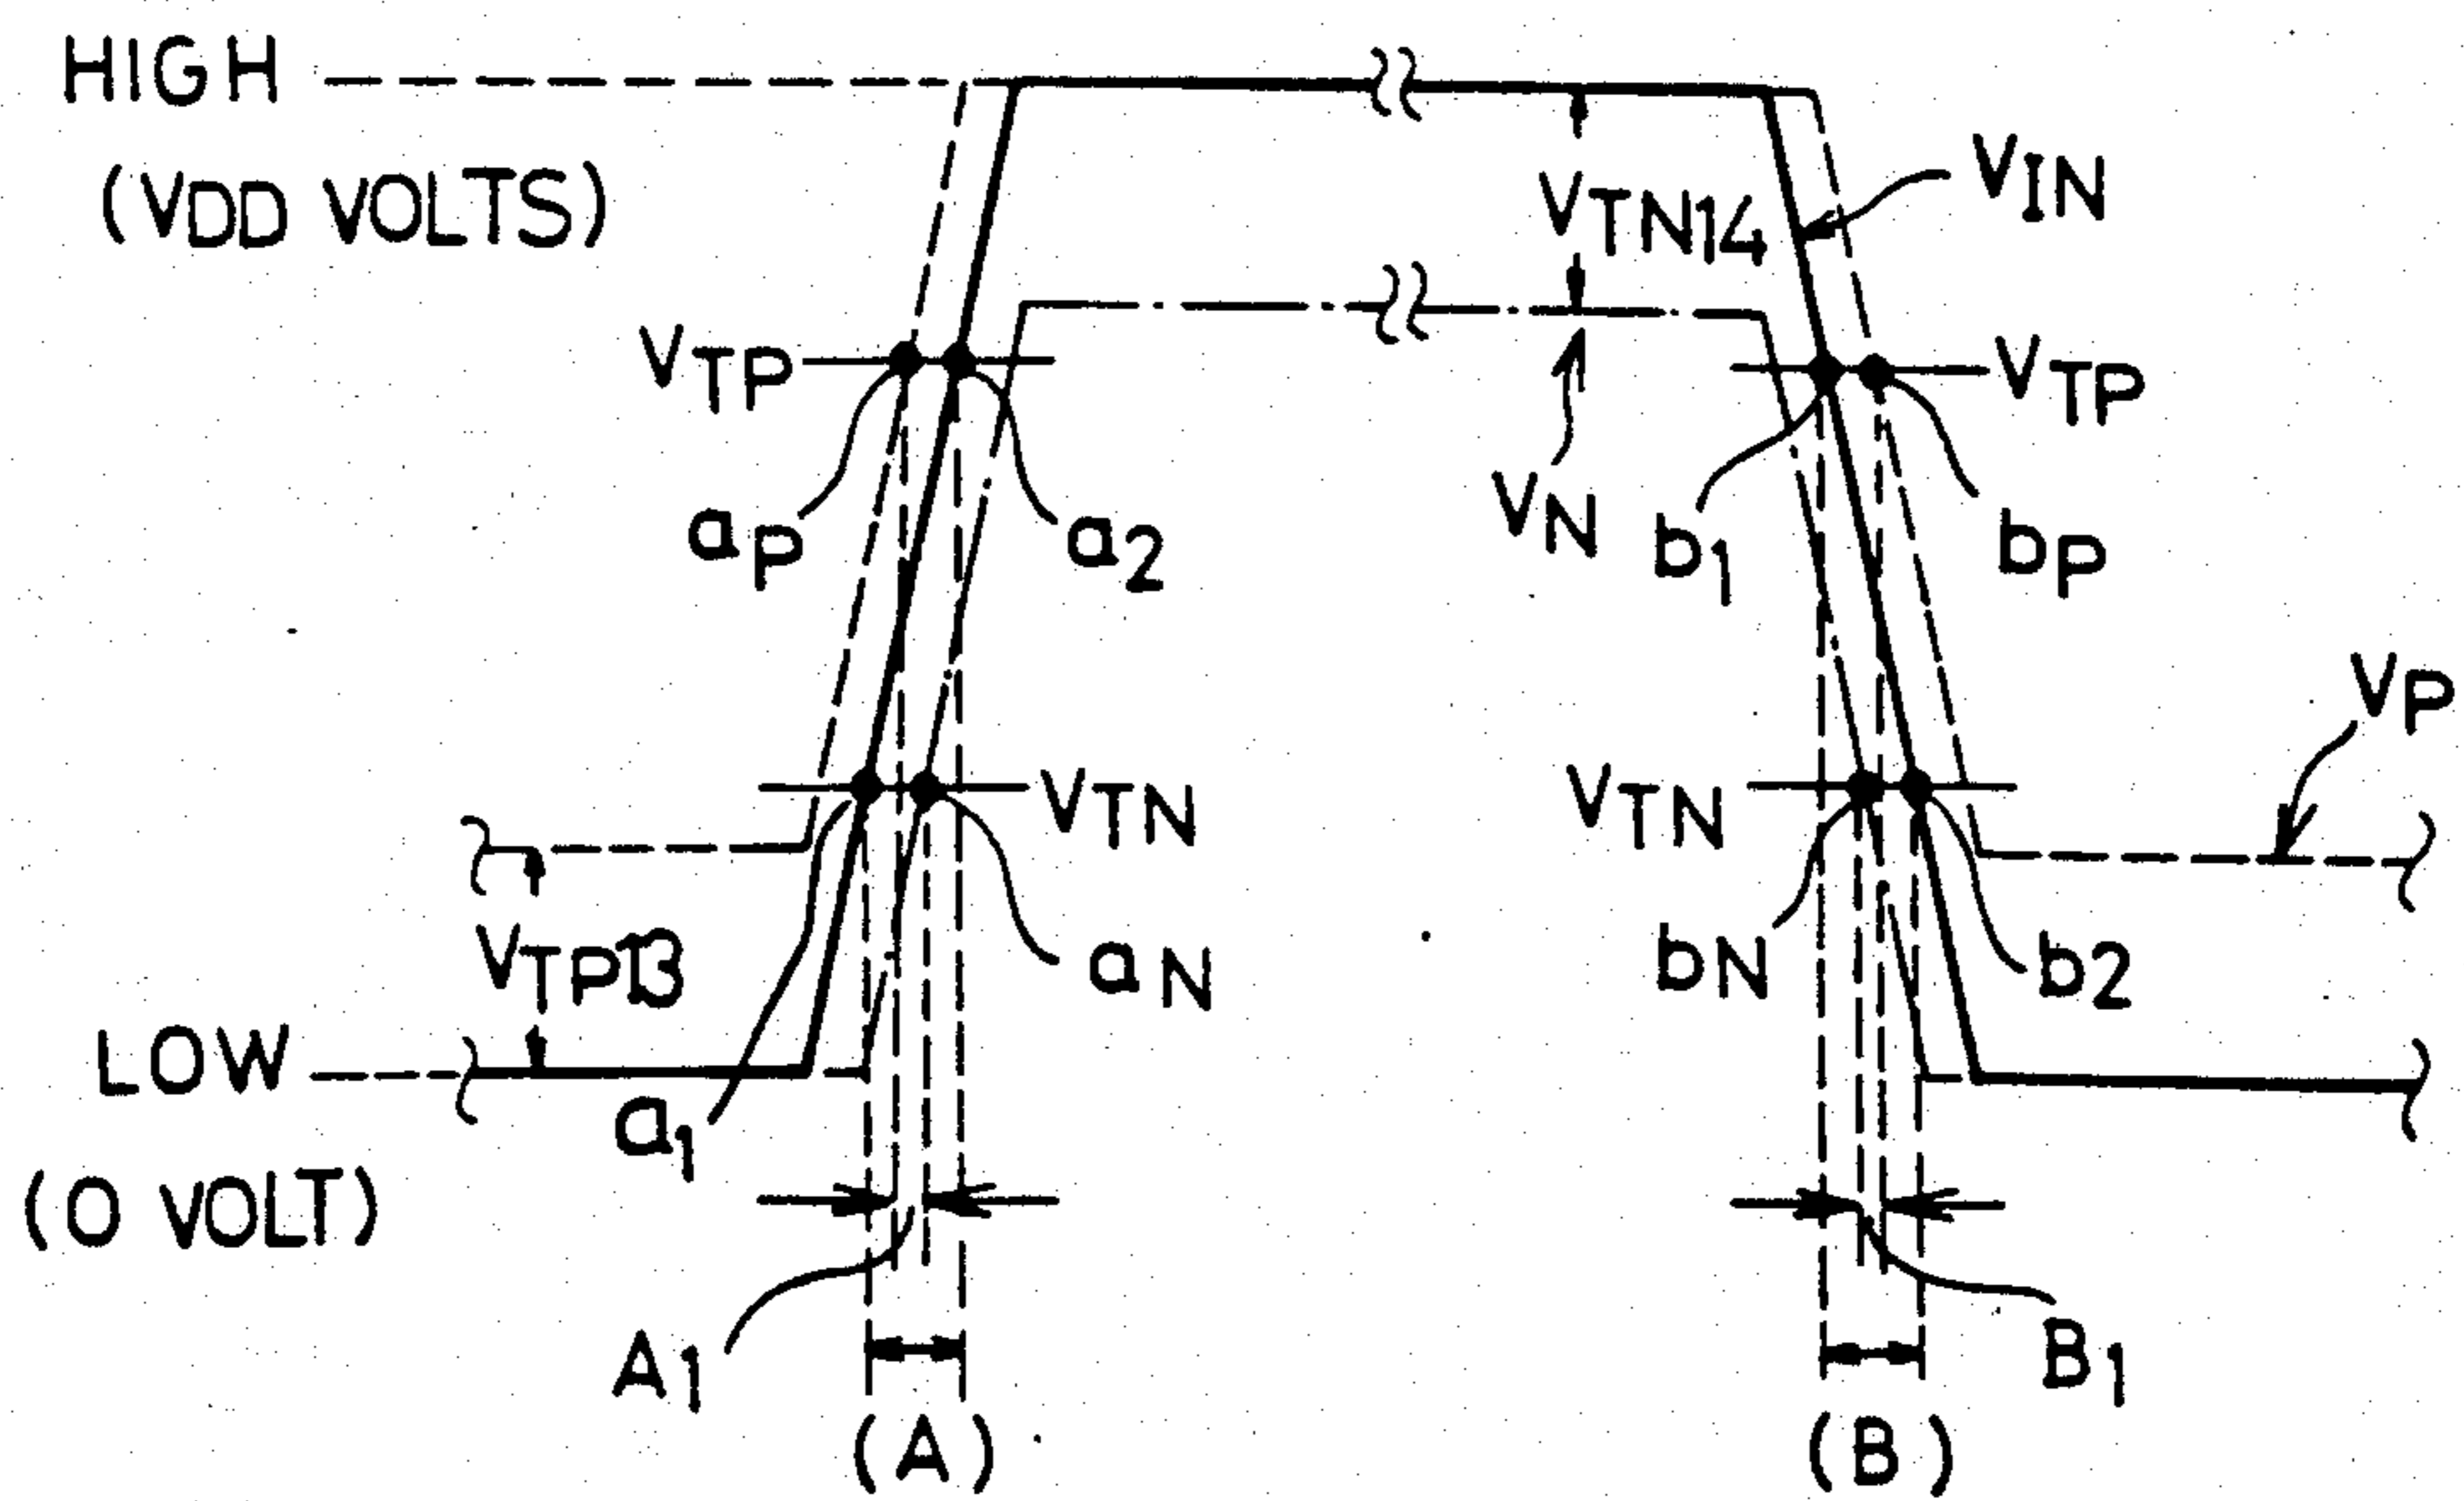 HIGH
(VDD VOLTS)
VTN14
VIN
VTP
VTP
aP
a2
VN
b1
bP
VP
VTN
VTN
VTP13
aN
bN
b2
LOW
a1
(0 VOLT)
A1
B1
(A)
(B)